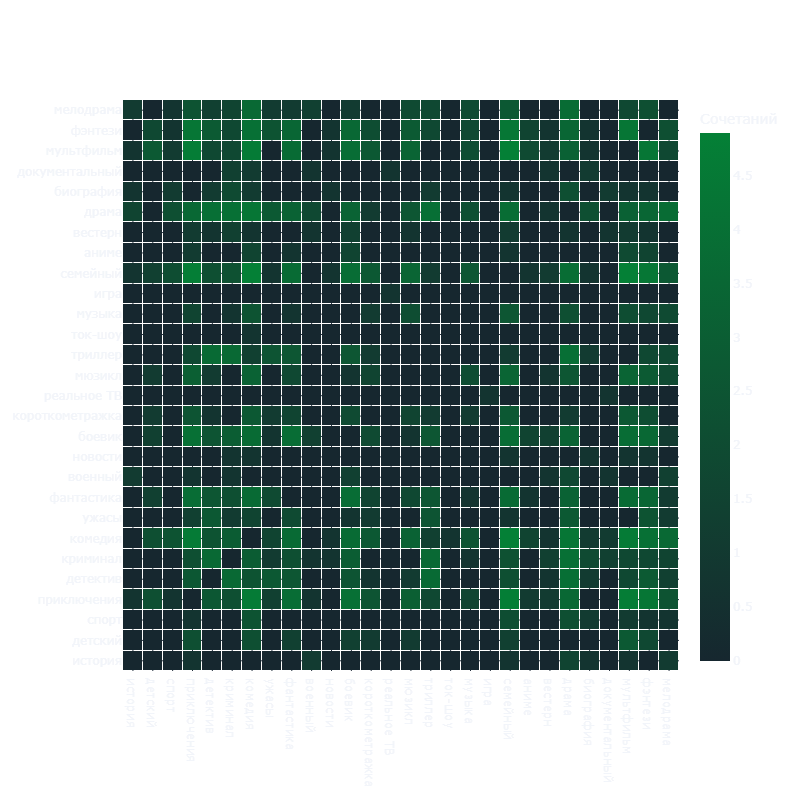 Сочетаний
мелодрама
фэнтези
мультфильм
документальный
биография
драма
вестерн
аниме
семейный
игра
музыка
ток-шоу
триллер
мюзикл
реальное ТВ
короткометражка
боевик
новости
военный
фантастика
ужасы
комедия
криминал
детектив
приключения
спорт
детский
история
4.5
4
3.5
3
2.5
2
1.5
1
0.5
0
история
детский
спорт
приключения
детектив
криминал
комедия
ужасы
фантастика
военный
новости
боевик
короткометражка
реальное ТВ
мюзикл
триллер
ток-шоу
музыка
игра
семейный
аниме
вестерн
драма
биография
документальный
мультфильм
фэнтези
мелодрама